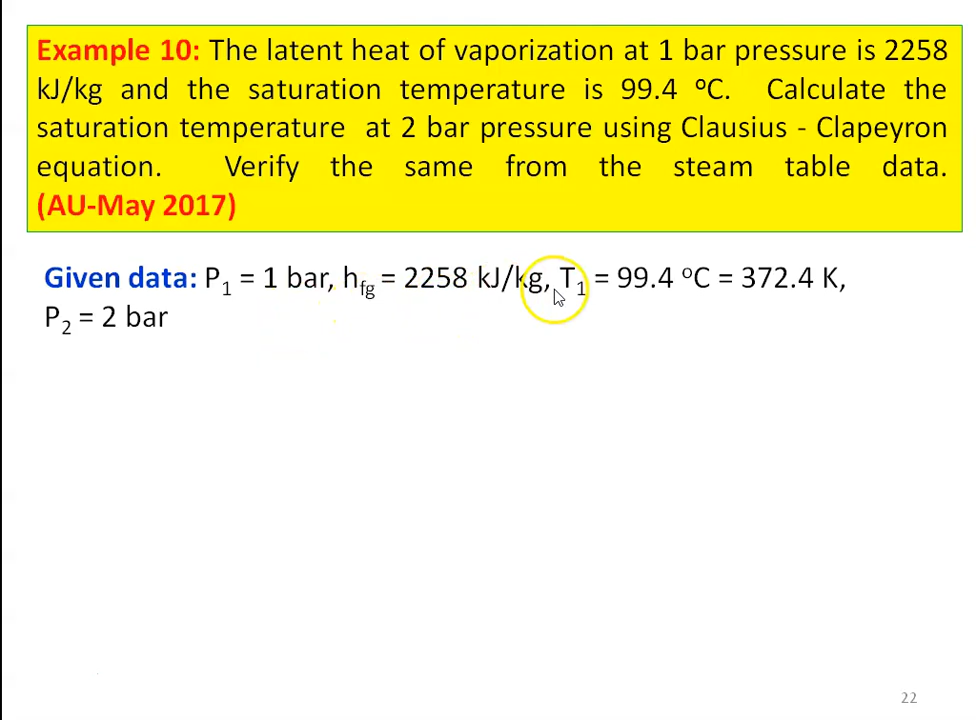 Example 10: The latent heat of vaporization at 1 bar pressure is 2258
kJ/kg and the saturation temperature is 99.4 ºC. Calculate the
saturation temperature at 2 bar pressure using Clausius - Clapeyron
equation. Verify the same from the steam table data.
(AU-May 2017)
Given data: P₁ = 1 bar, h_fg = 2258 kJ/kg, T₁ = 99.4 ºC = 372.4 K,
P₂ = 2 bar
22